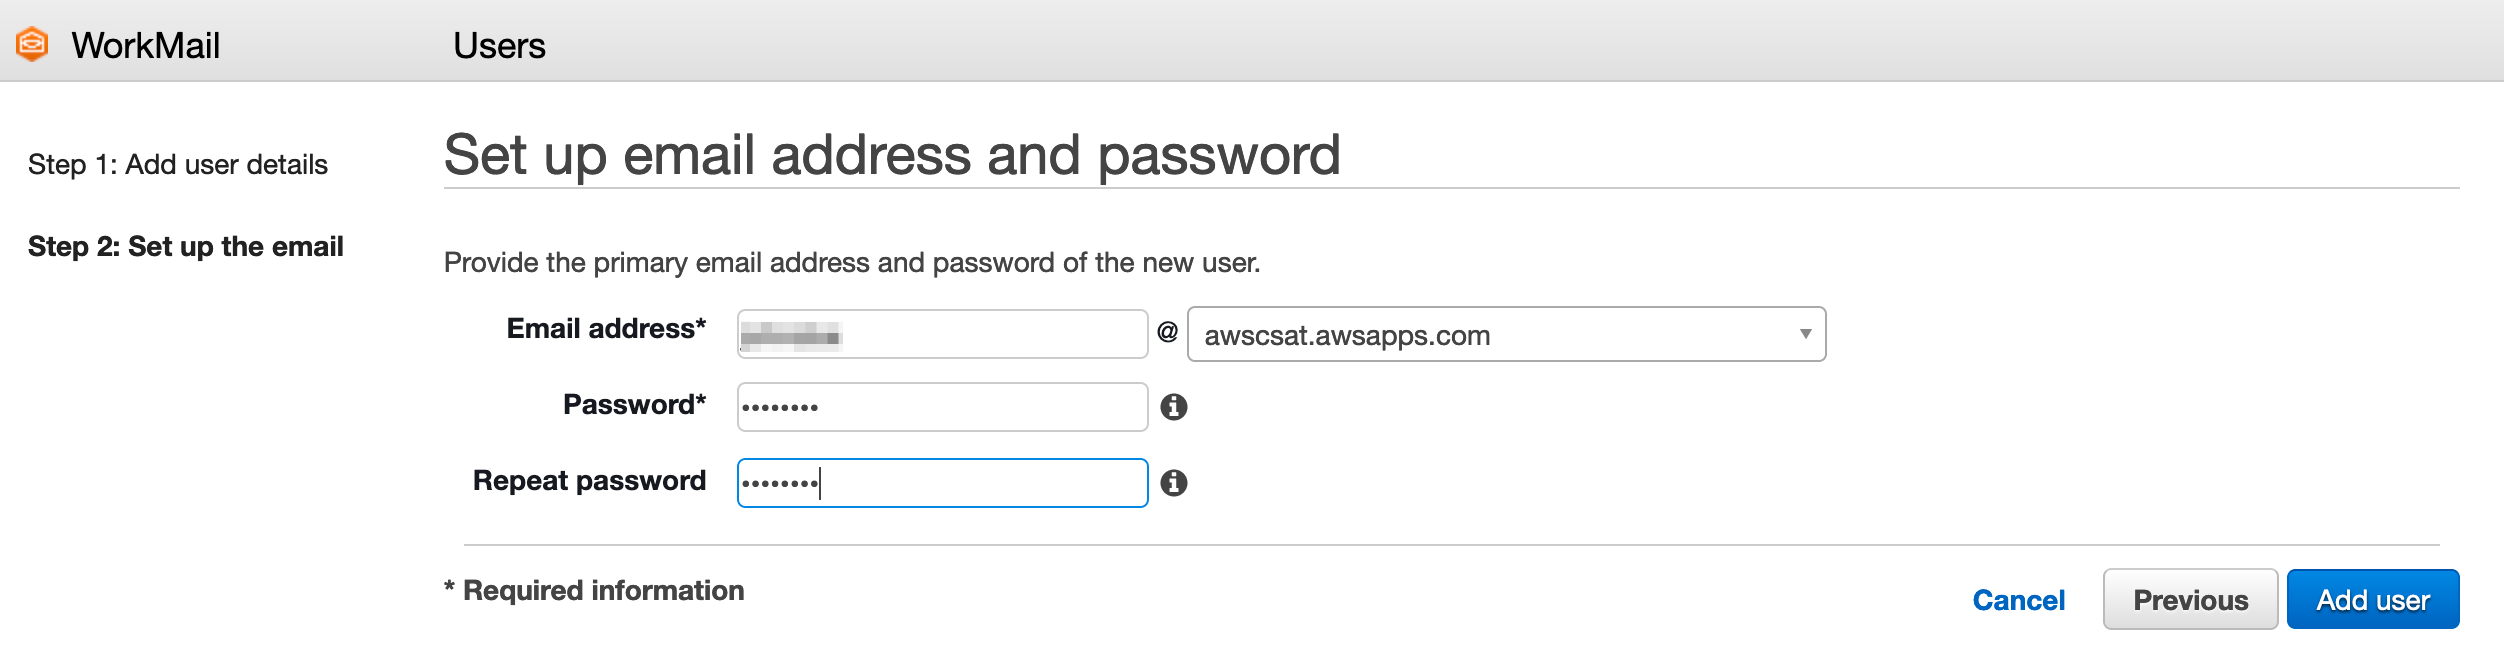 WorkMail
Users
Step 1: Add user details
Step 2: Set up the email
Set up email address and password
Provide the primary email address and password of the new user.
Email address*
@
awscsat.awsapps.com
Password*
••••••••
Repeat password
••••••••
* Required information
Cancel
Previous
Add user